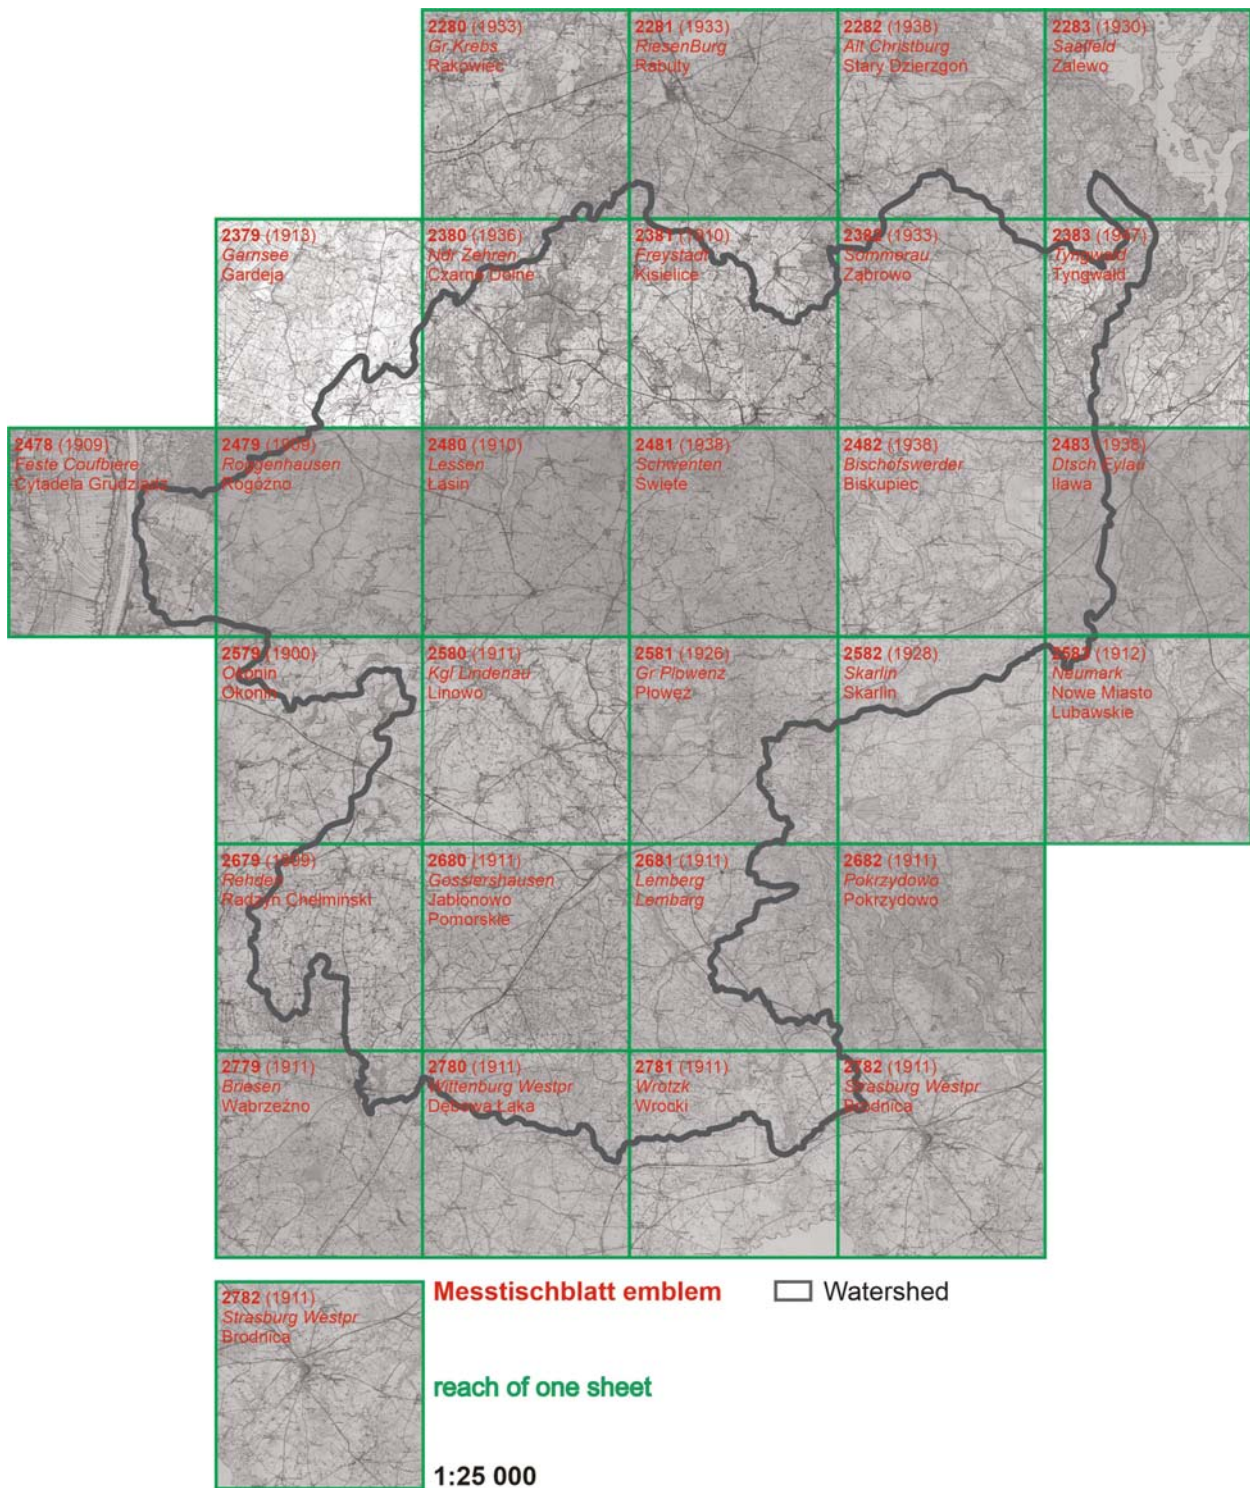 2280 (1933)
Gr Krebs
Rakowiec
2281 (1933)
RiesenBurg
Rabuty
2282 (1938)
Alt Christburg
Stary Dzierzgoń
2283 (1930)
Saalfeld
Zalewo
2379 (1913)
Garnsee
Gardeja
2380 (1936)
Ndr Zehren
Czarne Dolne
2381 (1910)
Freystadt
Kisielice
2382 (1933)
Sommerau
Ząbrowo
2383 (1947)
Tyngwald
Tyngwałd
2478 (1909)
Feste Coufbiere
Cytadela Grudziądz
2479 (1909)
Roggenhausen
Rogóźno
2480 (1910)
Lessen
Łasin
2481 (1938)
Schwenten
Święte
2482 (1938)
Bischofswerder
Biskupiec
2483 (1938)
Dtsch Eylau
Iława
2579 (1900)
Okonin
Okonin
2580 (1911)
Kgl Lindenau
Linowo
2581 (1926)
Gr Plowenz
Płowęż
2582 (1928)
Skarlin
Skarlin
2583 (1912)
Neumark
Nowe Miasto
Lubawskie
2679 (1899)
Rehden
Radzyń Chełmiński
2680 (1911)
Gosslershausen
Jabłonowo
Pomorskie
2681 (1911)
Lemberg
Lembarg
2682 (1911)
Pokrzydowo
Pokrzydowo
2779 (1911)
Briesen
Wąbrzeźno
2780 (1911)
Wittenburg Westpr
Dębowa Łąka
2781 (1911)
Wrotzk
Wrocki
2782 (1911)
Strasburg Westpr
Brodnica
2782 (1911)
Strasburg Westpr
Brodnica
Messtischblatt emblem
Watershed
reach of one sheet
1:25 000